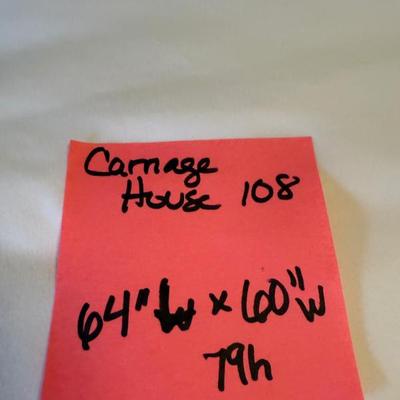 Carriage
House 108
64" x 60"W
79h